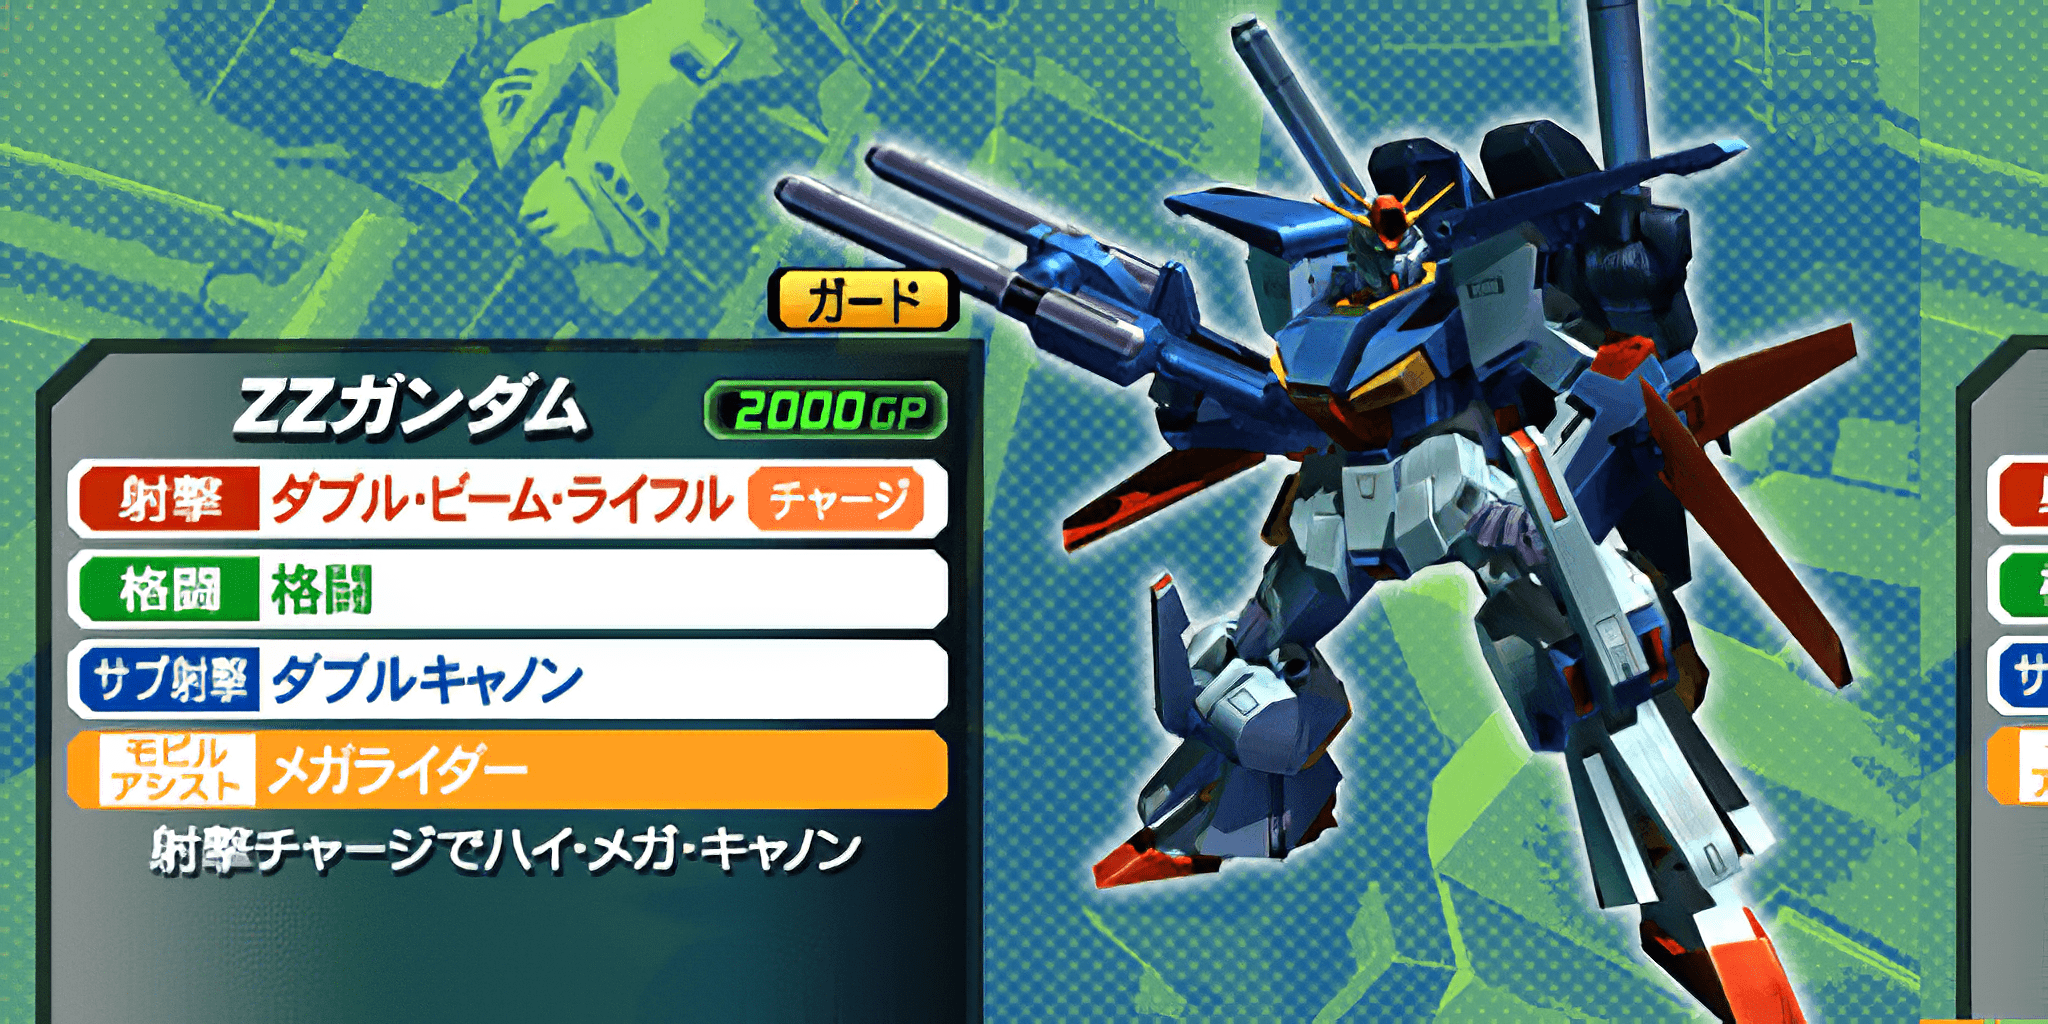 ガード
ZZガンダム 2000GP
射撃 ダブル・ビーム・ライフル チャージ
格闘 格闘
サブ射撃 ダブルキャノン
モビル
アシスト メガライダー
射撃チャージでハイ・メガ・キャノン